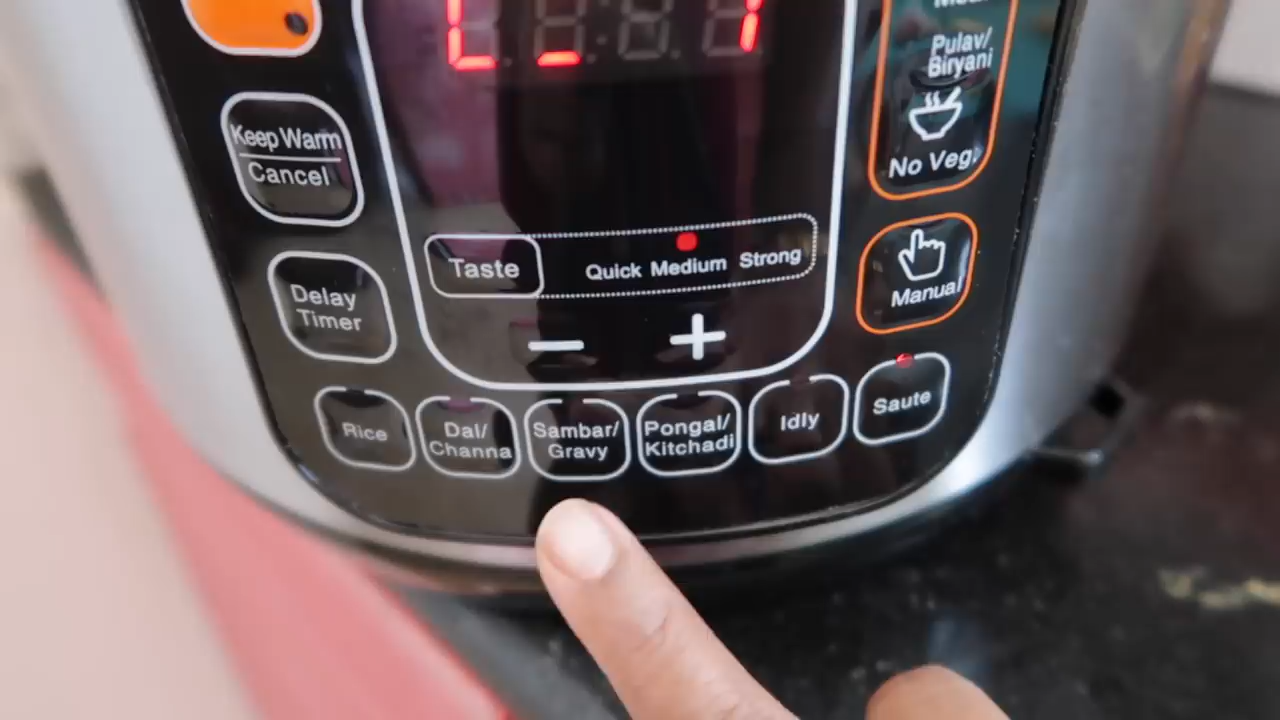 Pulav/
Biryani
No Veg.
Keep Warm
Cancel
Taste
Quick Medium Strong
Delay
Timer
Manual
Rice
Dal/
Channa
Sambar/
Gravy
Pongal/
Kitchadi
Idly
Saute